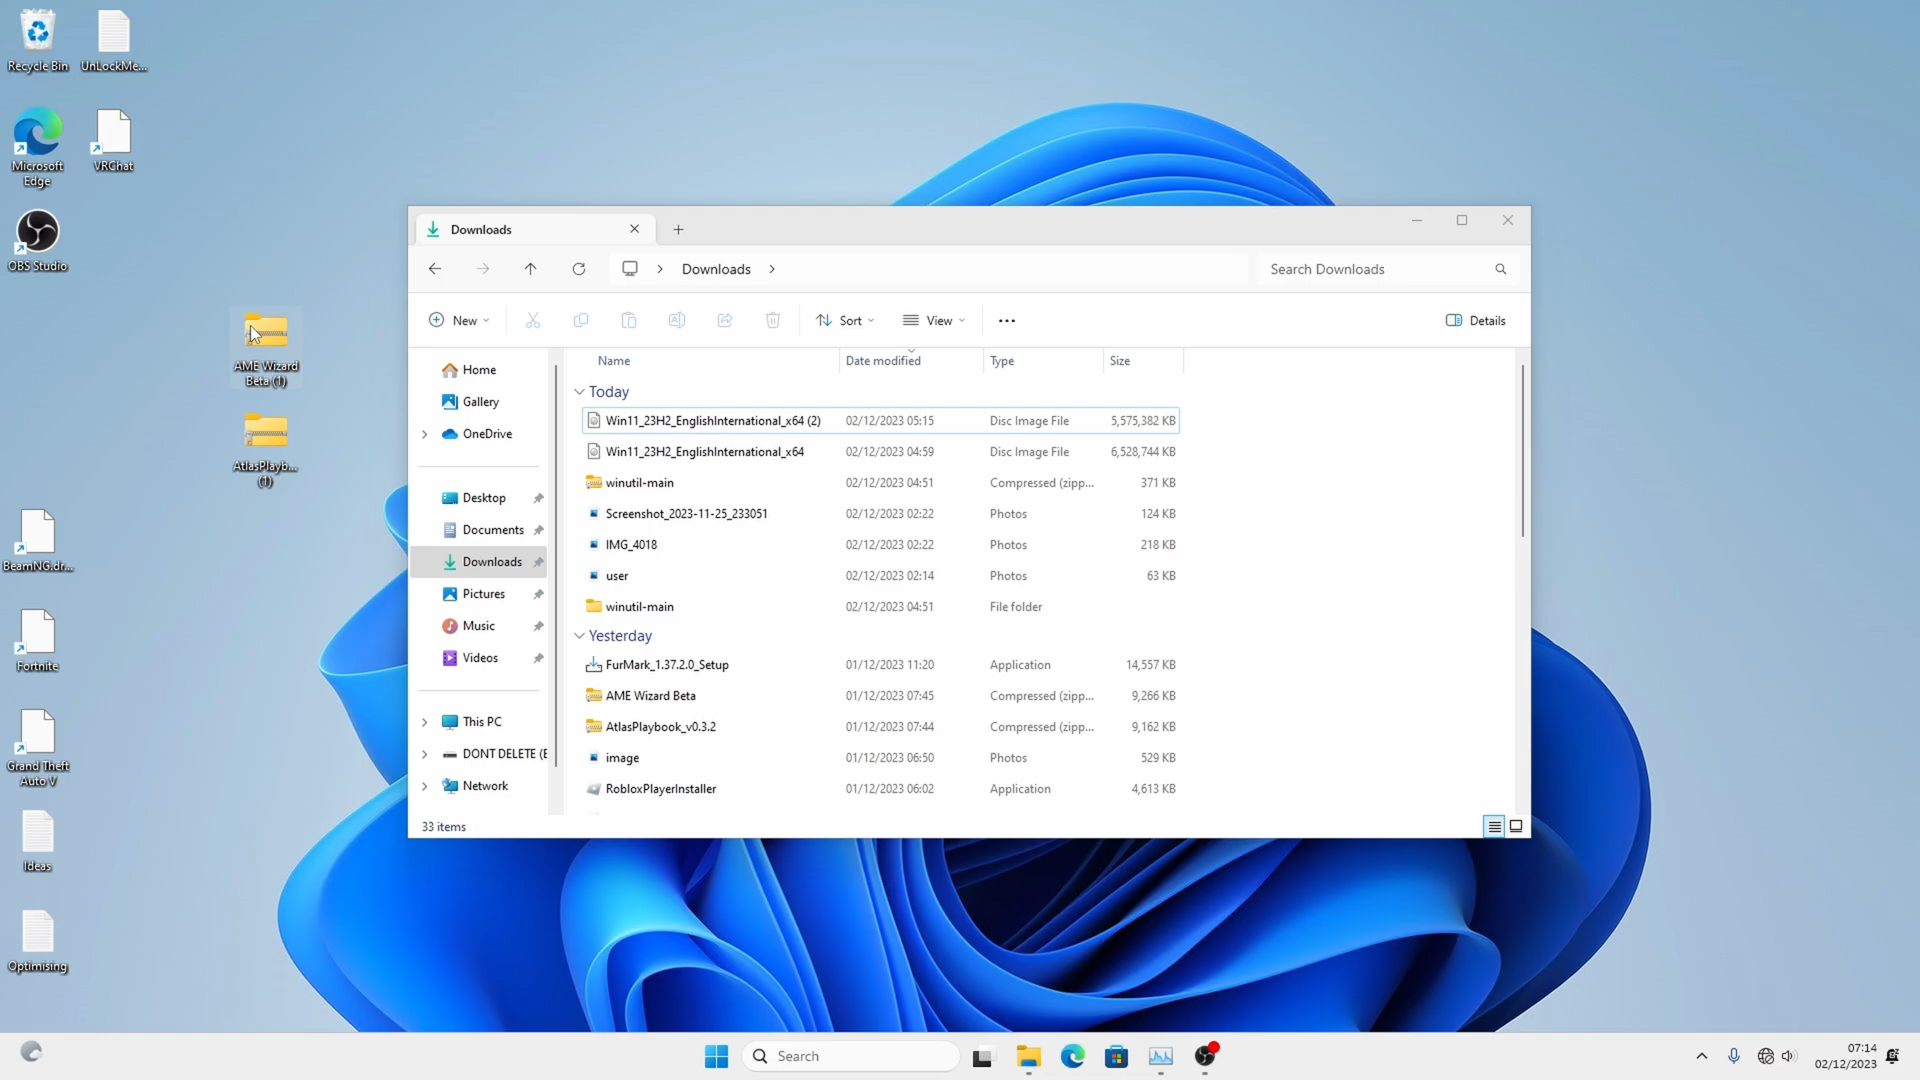 Recycle Bin
UnLockMe...
Microsoft
Edge
VRChat
OBS Studio
AME Wizard
Beta (1)
AtlasPlayb...
(1)
BeamNG.dr...
Fortnite
Grand Theft
Auto V
Ideas
Optimising
Downloads
Downloads
Search Downloads
New
Sort
View
Details
Home
Gallery
OneDrive
Desktop
Documents
Downloads
Pictures
Music
Videos
This PC
DONT DELETE (E
Network
Name Date modified Type Size
Today
Win11_23H2_EnglishInternational_x64 (2) 02/12/2023 05:15 Disc Image File 5,575,382 KB
Win11_23H2_EnglishInternational_x64 02/12/2023 04:59 Disc Image File 6,528,744 KB
winutil-main 02/12/2023 04:51 Compressed (zipp... 371 KB
Screenshot_2023-11-25_233051 02/12/2023 02:22 Photos 124 KB
IMG_4018 02/12/2023 02:22 Photos 218 KB
user 02/12/2023 02:14 Photos 63 KB
winutil-main 02/12/2023 04:51 File folder
Yesterday
FurMark_1.37.2.0_Setup 01/12/2023 11:20 Application 14,557 KB
AME Wizard Beta 01/12/2023 07:45 Compressed (zipp... 9,266 KB
AtlasPlaybook_v0.3.2 01/12/2023 07:44 Compressed (zipp... 9,162 KB
image 01/12/2023 06:50 Photos 529 KB
RobloxPlayerInstaller 01/12/2023 06:02 Application 4,613 KB
33 items
Search
07:14
02/12/2023